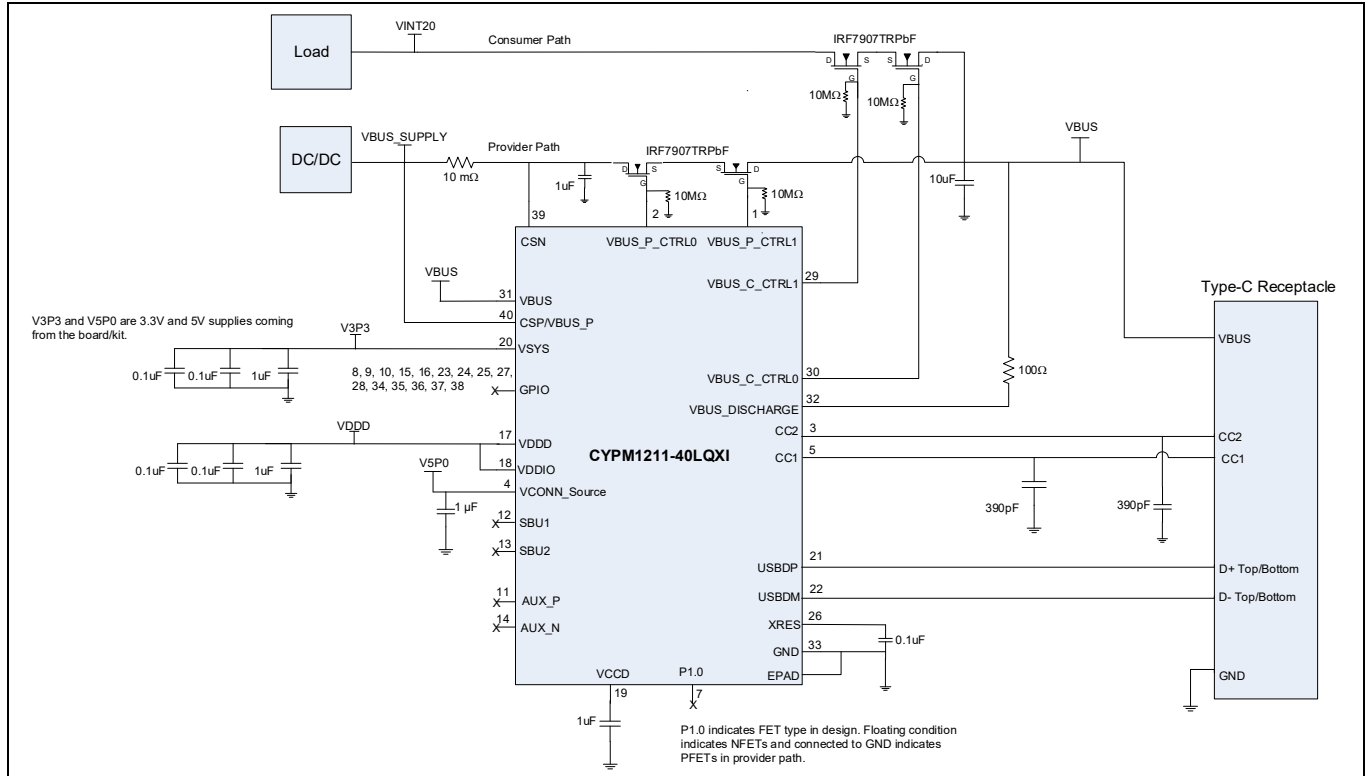 VINT20
Load
Consumer Path
IRF7907TRPbF
D
S
S
D
G
G
10MΩ
10MΩ
VBUS_SUPPLY
VBUS
DC/DC
Provider Path
IRF7907TRPbF
10 mΩ
1uF
D
S
S
D
G
G
10MΩ
10MΩ
10uF
39
2
1
CSN
VBUS_P_CTRL0
VBUS_P_CTRL1
VBUS
31
VBUS
40
CSP/VBUS_P
VBUS_C_CTRL1
29
V3P3 and V5P0 are 3.3V and 5V supplies coming
from the board/kit.
V3P3
20
VSYS
0.1uF
0.1uF
1uF
8, 9, 10, 15, 16, 23, 24, 25, 27,
28, 34, 35, 36, 37, 38
GPIO
VBUS_C_CTRL0
30
100Ω
VBUS_DISCHARGE
32
VDDD
17
VDDD
18
VDDIO
0.1uF
0.1uF
1uF
V5P0
4
VCONN_Source
1 µF
CC2
3
CC1
5
CYPM1211-40LQXI
390pF
390pF
12
SBU1
13
SBU2
11
AUX_P
14
AUX_N
USBDP
21
USBDM
22
XRES
26
0.1uF
GND
33
EPAD
VCCD
19
1uF
P1.0
7
P1.0 indicates FET type in design. Floating condition
indicates NFETs and connected to GND indicates
PFETs in provider path.
Type-C Receptacle
VBUS
CC2
CC1
D+ Top/Bottom
D- Top/Bottom
GND